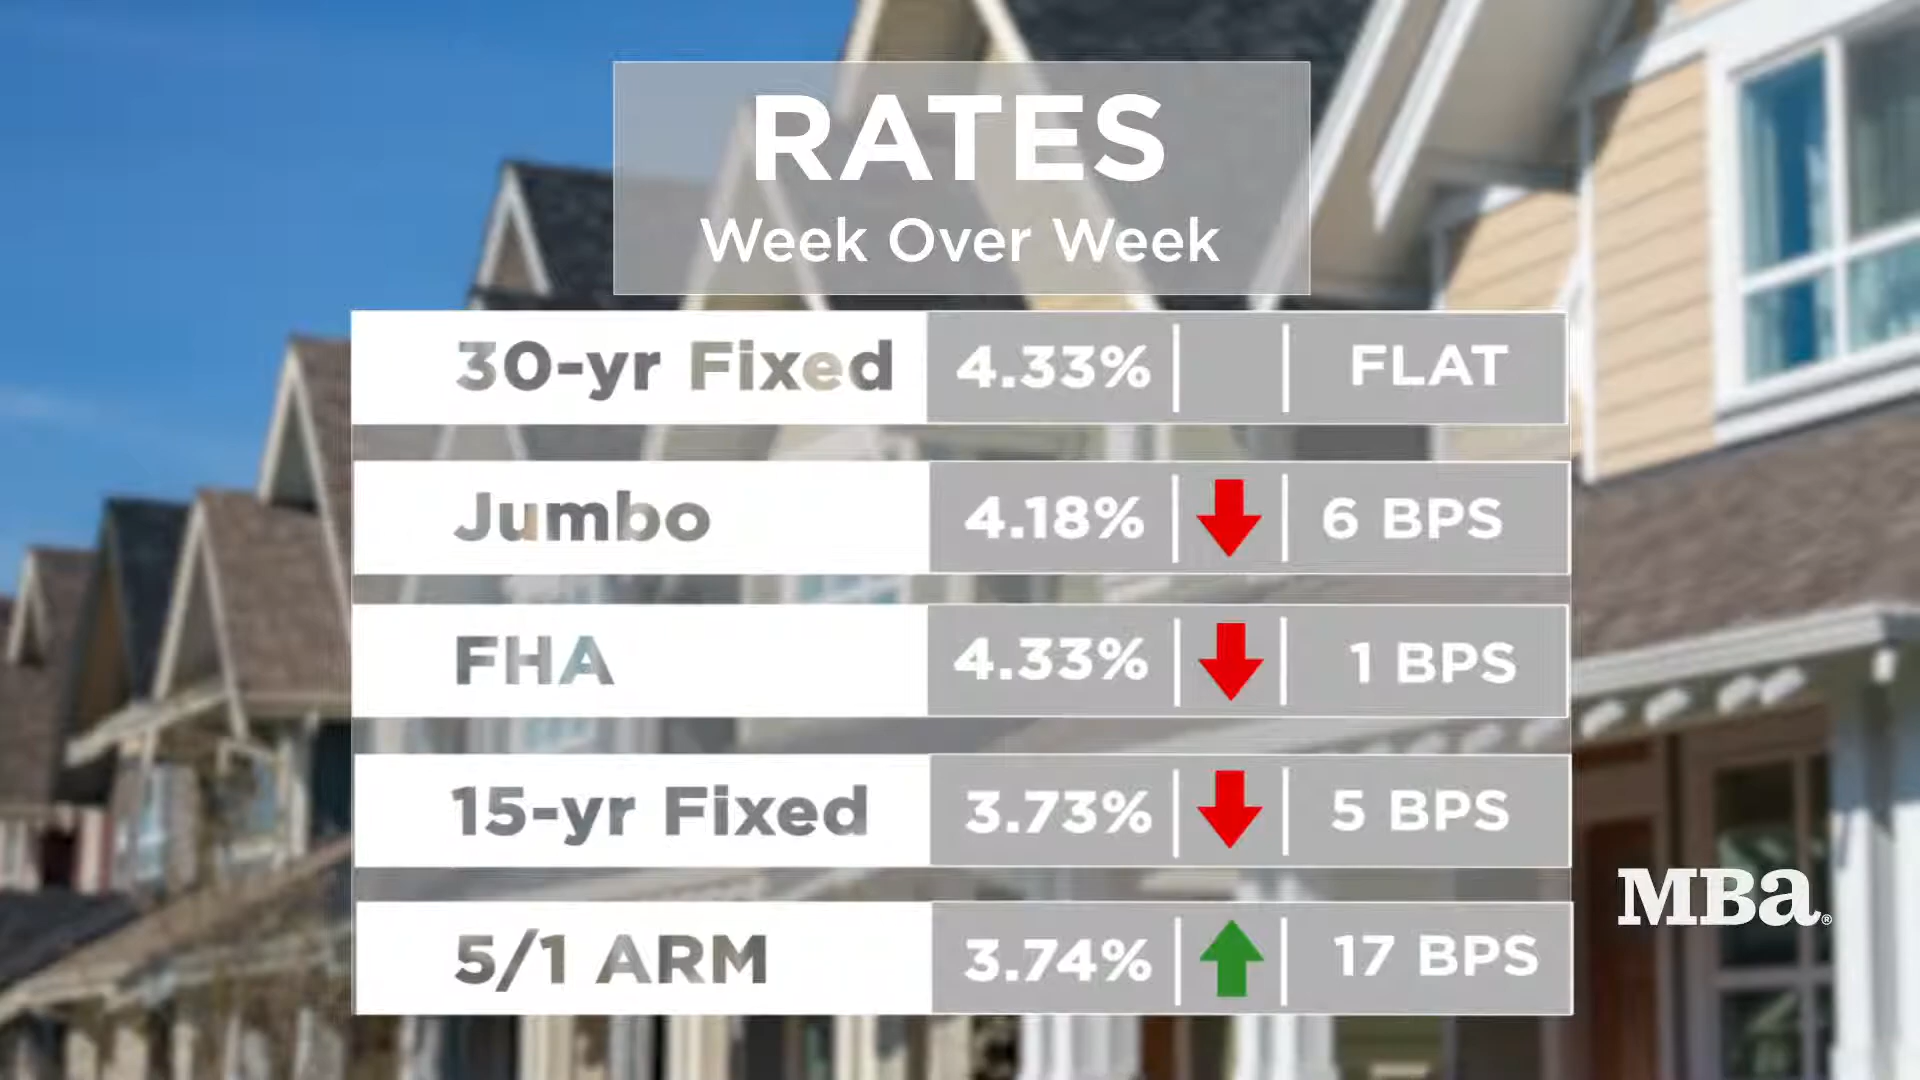 RATES
Week Over Week
30-yr Fixed 4.33% FLAT
Jumbo 4.18% 6 BPS
FHA 4.33% 1 BPS
15-yr Fixed 3.73% 5 BPS
5/1 ARM 3.74% 17 BPS
MBa®